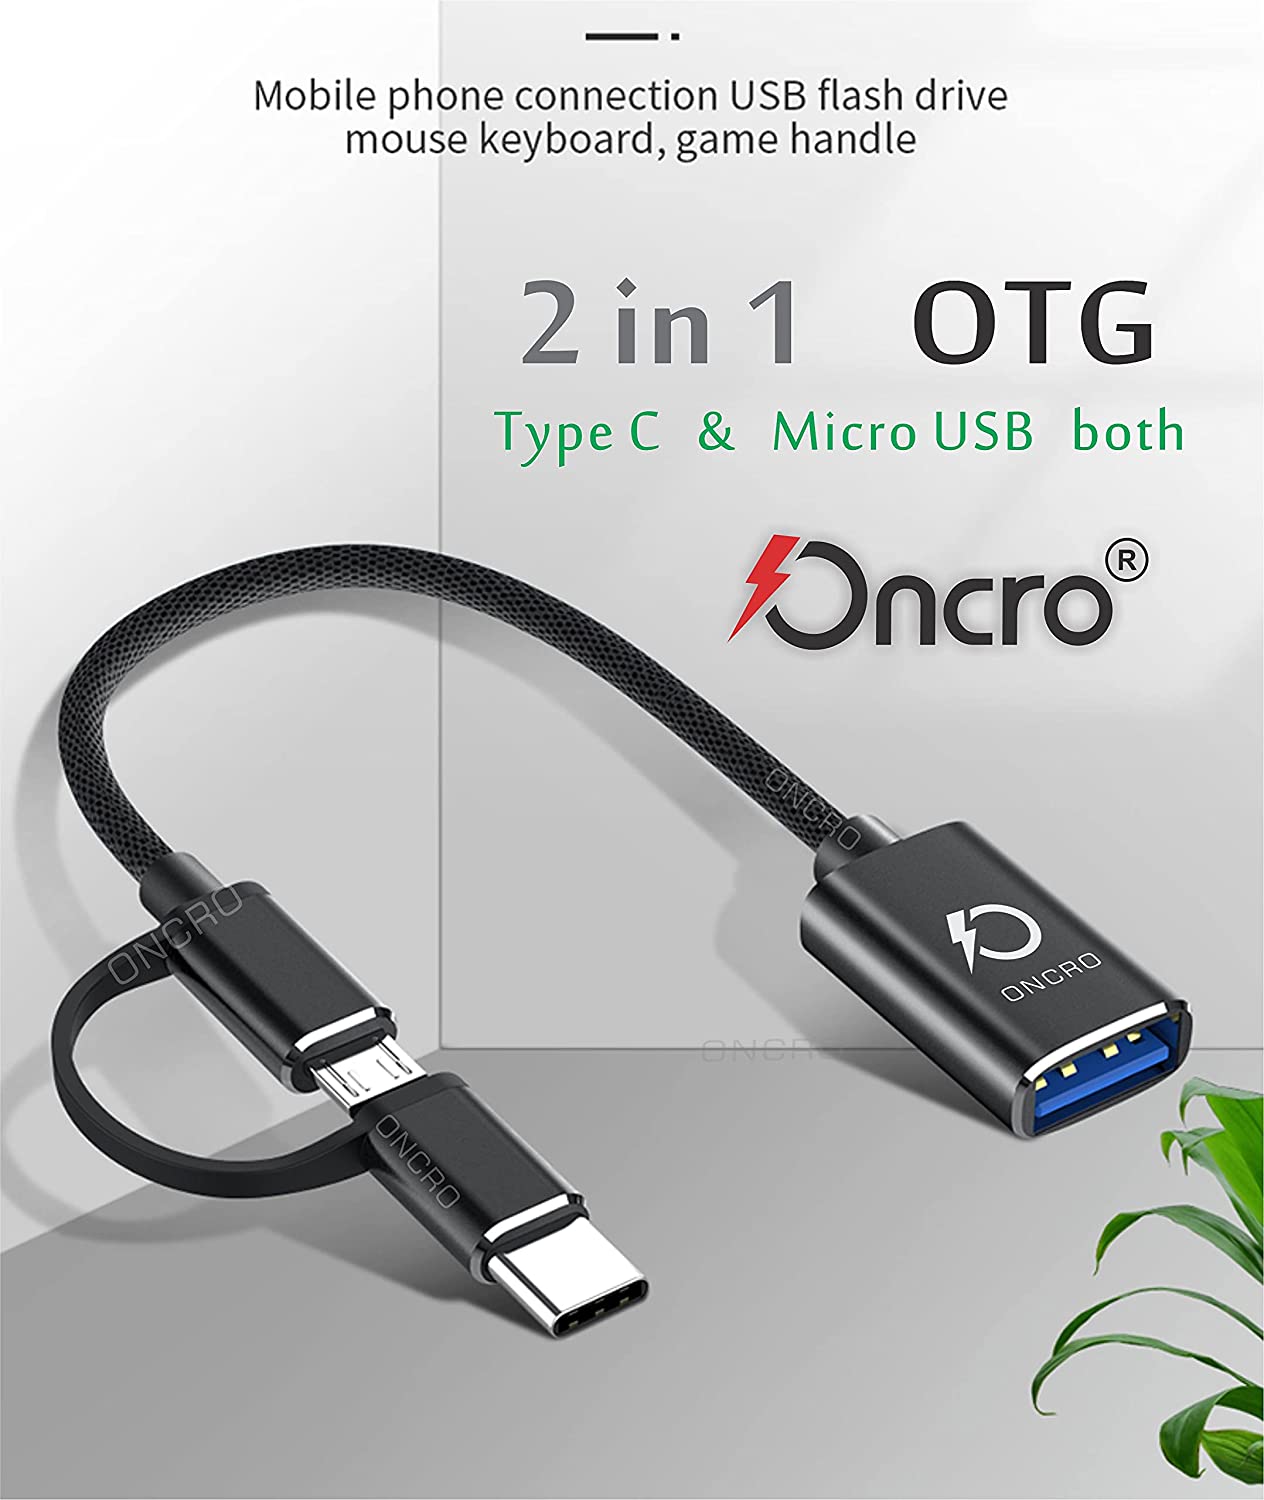 Mobile phone connection USB flash drive
mouse keyboard, game handle
2 in 1 OTG
Type C & Micro USB both
Oncro®
ONCRO
ONCRO
ONCRO
ONCRO
ONCRO